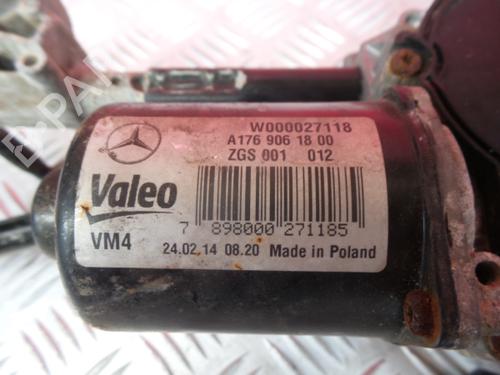 W000027118
A176 906 18 00
ZGS 001 012
Valeo
7 898000 271185
VM4
24.02.14 08.20 Made in Poland